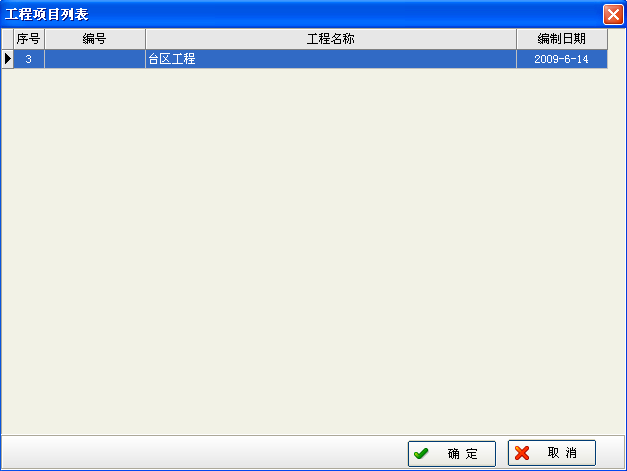 工程项目列表
序号 编号 工程名称 编制日期
3 台区工程 2009-6-14
确 定 取 消